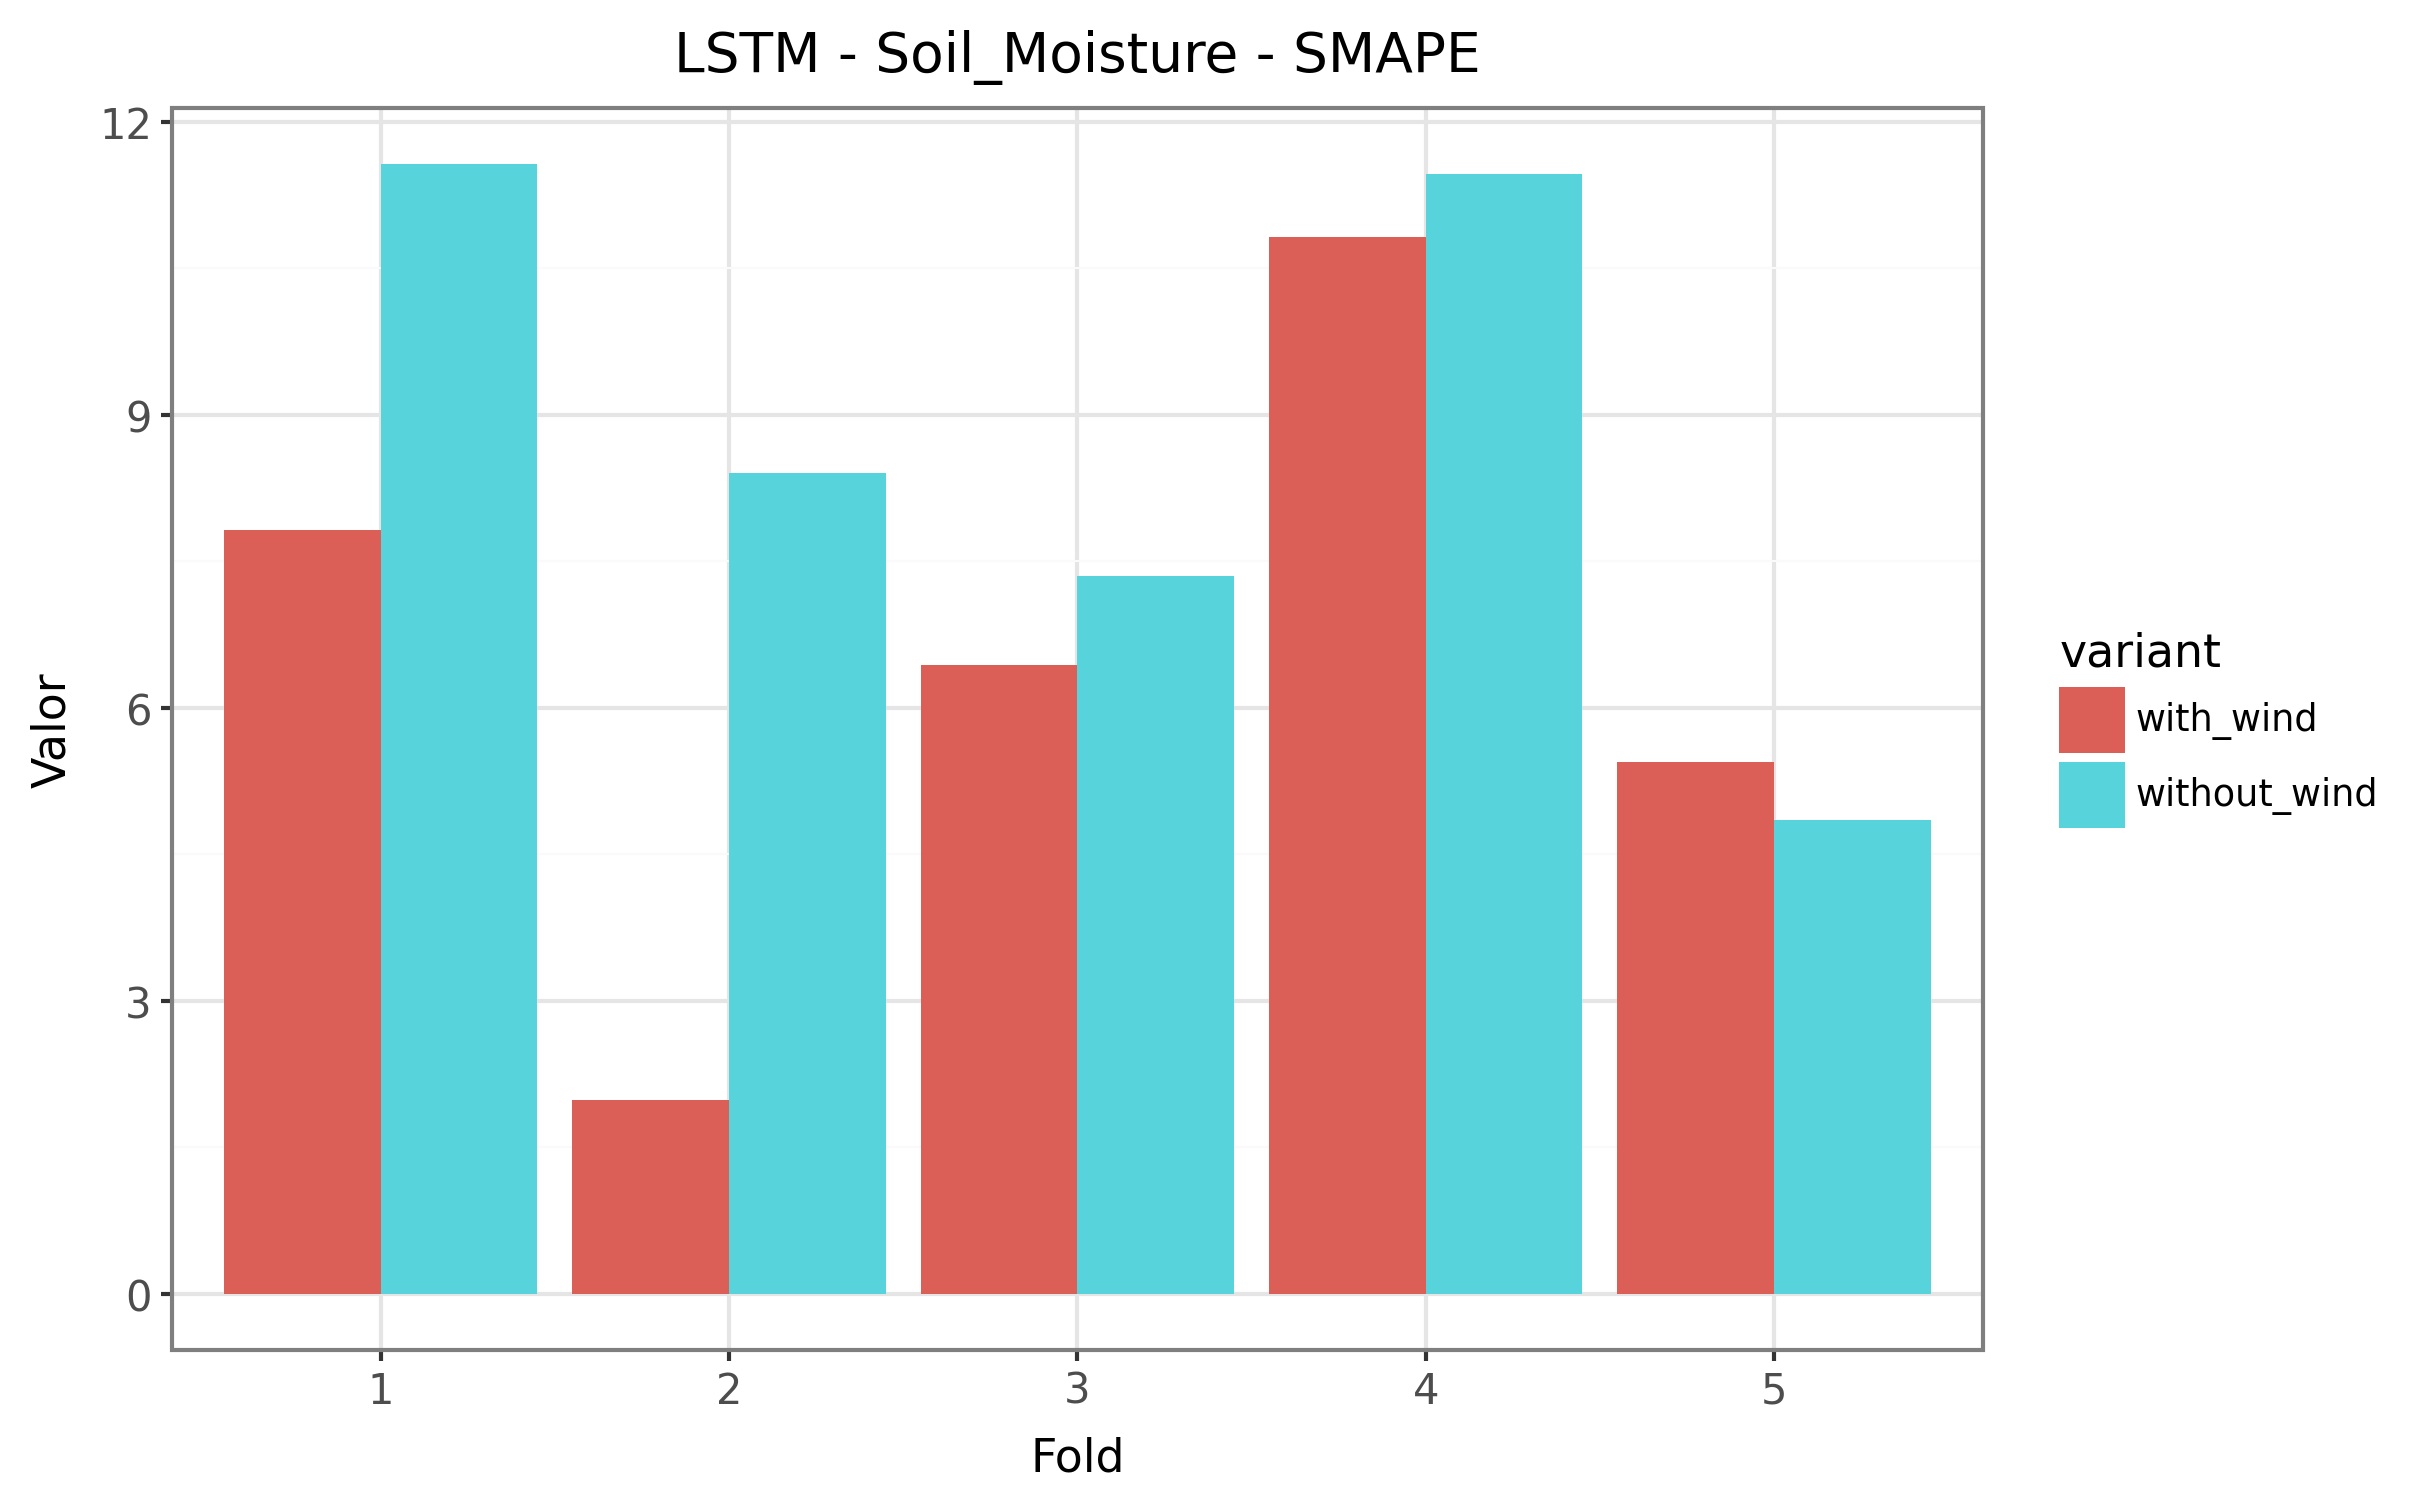 LSTM - Soil_Moisture - SMAPE
12
9
6
3
0
Valor
1 2 3 4 5
Fold
variant
with_wind
without_wind